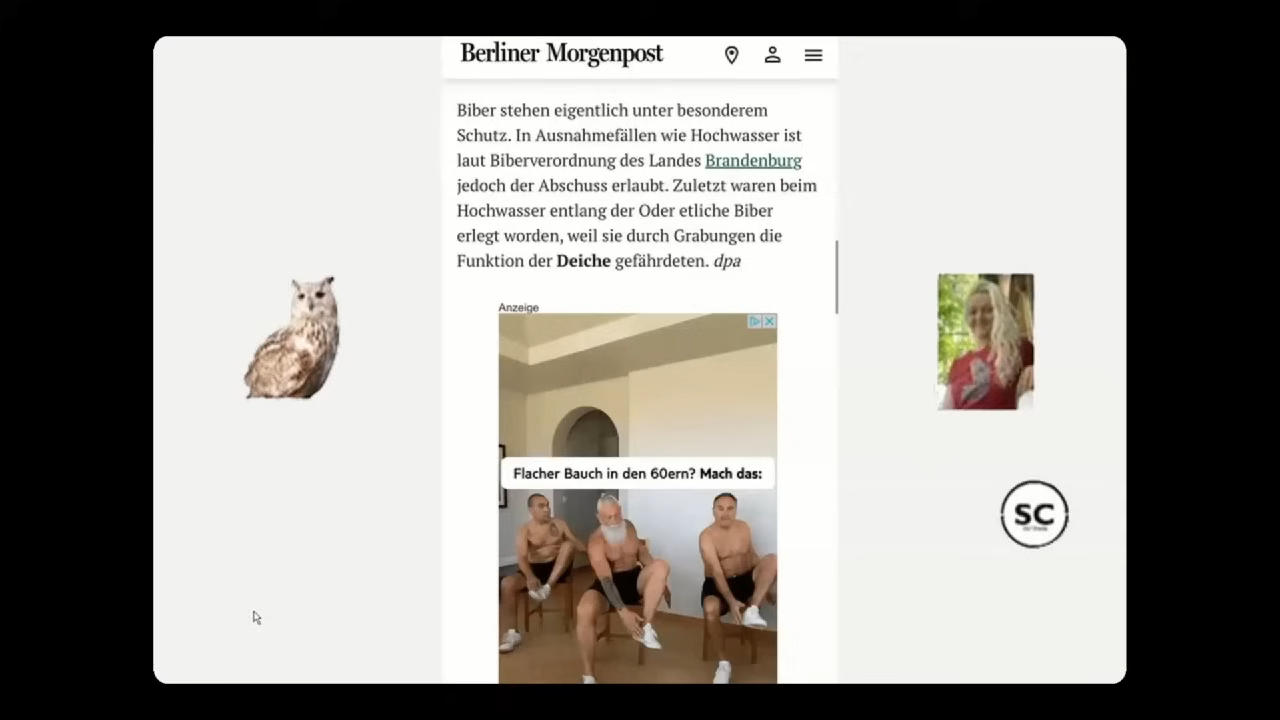 Berliner Morgenpost
Biber stehen eigentlich unter besonderem
Schutz. In Ausnahmefällen wie Hochwasser ist
laut Biberverordnung des Landes Brandenburg
jedoch der Abschuss erlaubt. Zuletzt waren beim
Hochwasser entlang der Oder etliche Biber
erlegt worden, weil sie durch Grabungen die
Funktion der Deiche gefährdeten. dpa
Anzeige
Flacher Bauch in den 60ern? Mach das:
SC